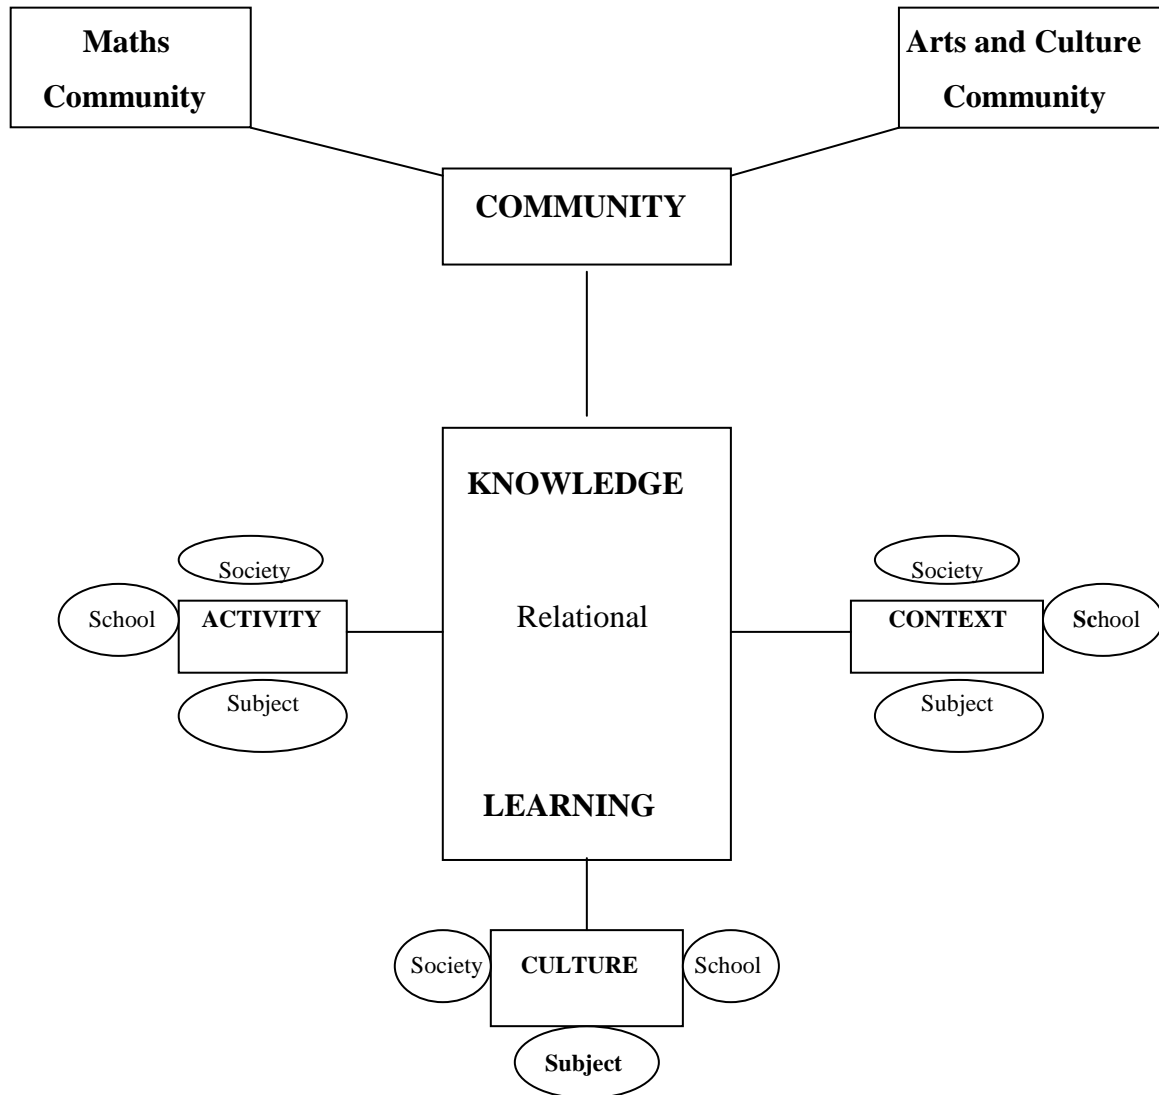 Maths
Community
Arts and Culture
Community
COMMUNITY
KNOWLEDGE
Relational
LEARNING
Society
School
ACTIVITY
Subject
Society
CONTEXT
School
Subject
Society
CULTURE
School
Subject